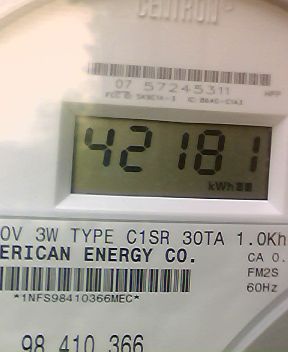 CENTRON
07 57245311
42181
kWh
0V 3W TYPE C1SR 30TA 1.0Kh
ERICAN ENERGY CO.
CA 0.
FM2S
*1NFS98410366MEC*
60Hz
98 410 366